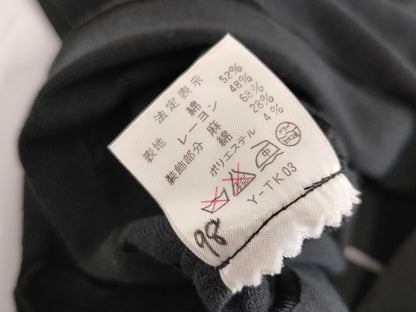 法定表示
表地 綿 52%
レーヨン 48%
装飾部分 麻 68%
綿 28%
ポリエステル 4%
Y-TK03
98